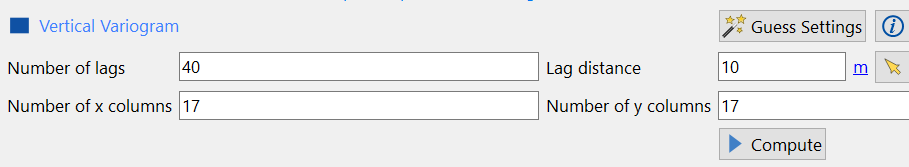 Vertical Variogram Guess Settings
Number of lags 40 Lag distance 10 m
Number of x columns 17 Number of y columns 17
Compute